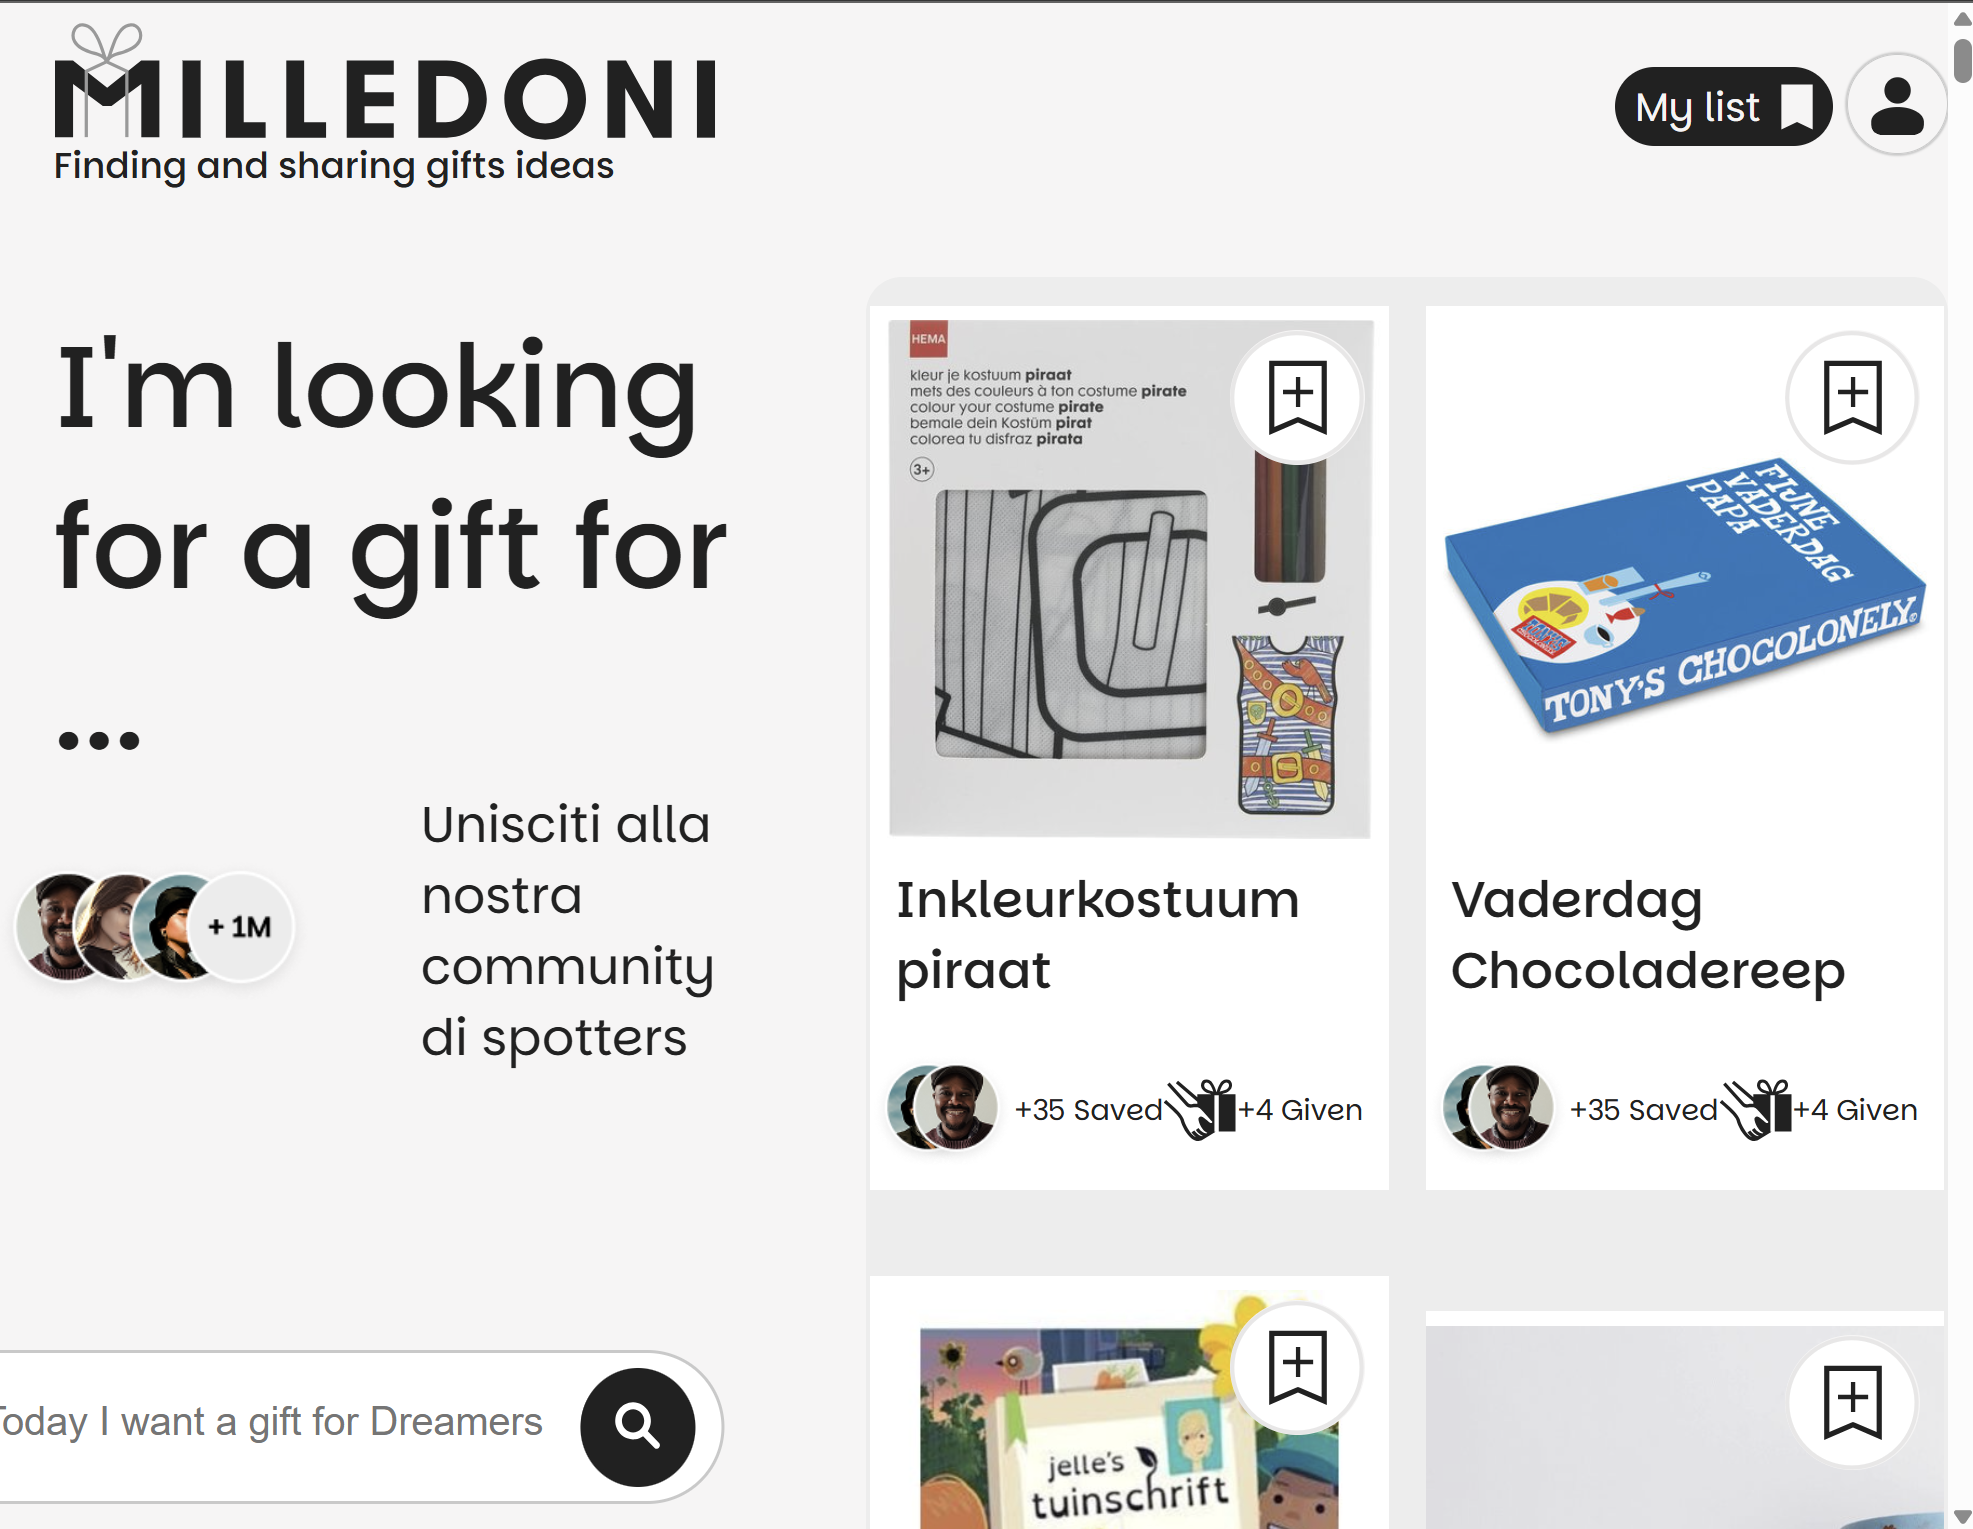 MILLEDONI
Finding and sharing gifts ideas
My list
I'm looking
for a gift for
...
+ 1M
Unisciti alla
nostra
community
di spotters
Today I want a gift for Dreamers
HEMA
kleur je kostuum piraat
mets des couleurs à ton costume pirate
colour your costume pirate
bemale dein Kostüm pirat
colorea tu disfraz pirata
3+
Inkleurkostuum
piraat
+35 Saved
+4 Given
FIJNE
VADERDAG
PAPA
TONY'S CHOCOLONELY
Vaderdag
Chocoladereep
+35 Saved
+4 Given
jelle's
tuinschrift